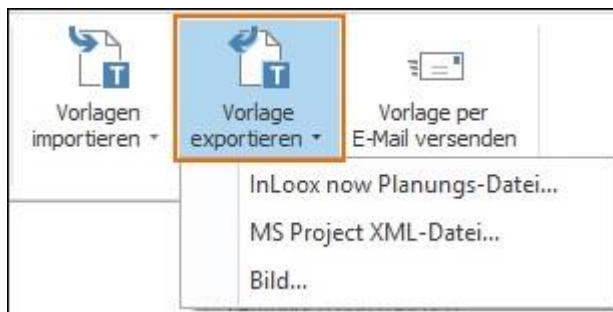 Vorlagen
importieren
Vorlage
exportieren
Vorlage per
E-Mail versenden
InLoox now Planungs-Datei...
MS Project XML-Datei...
Bild...